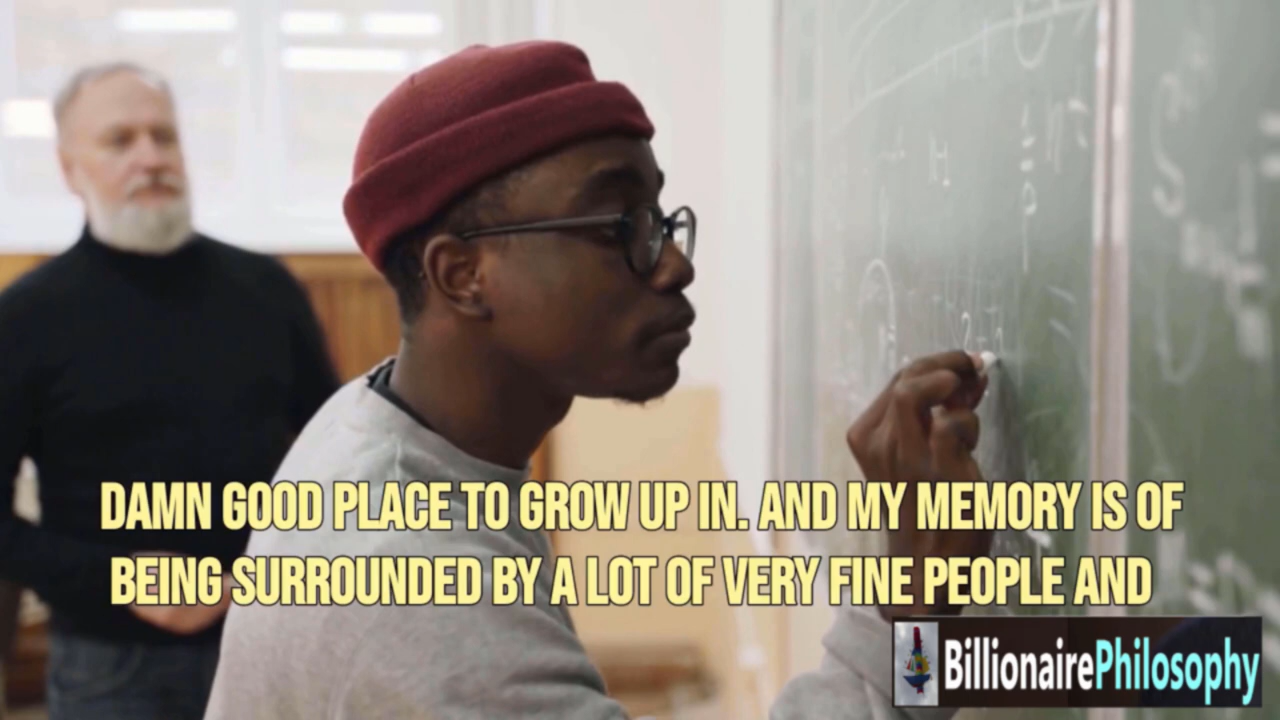 DAMN GOOD PLACE TO GROW UP IN. AND MY MEMORY IS OF
BEING SURROUNDED BY A LOT OF VERY FINE PEOPLE AND
BillionairePhilosophy